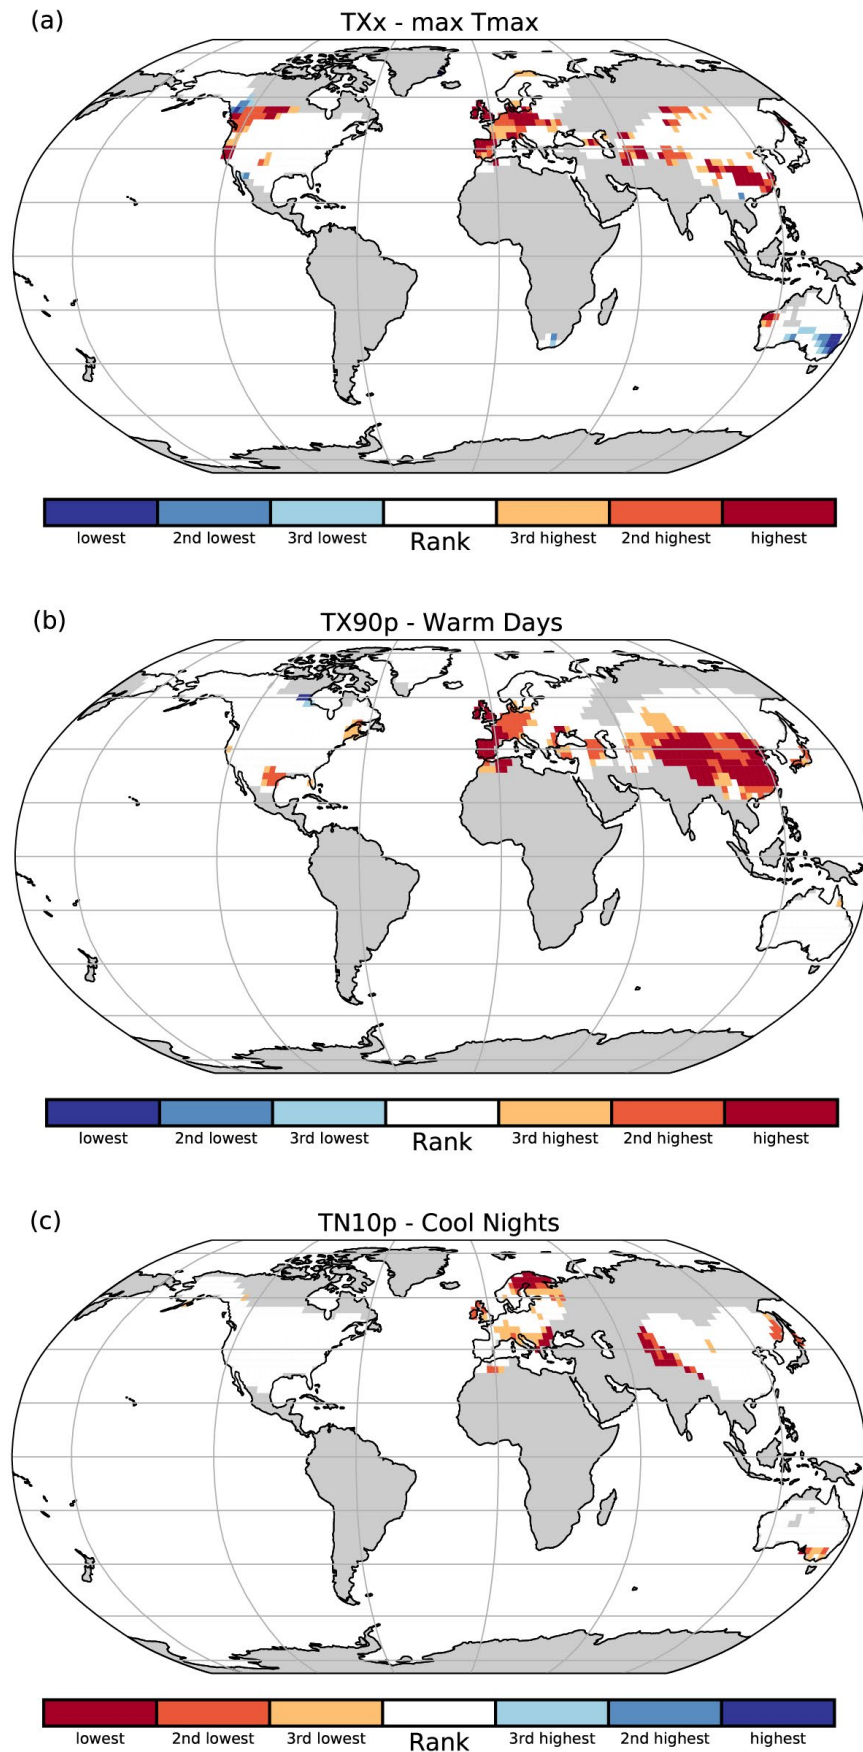 (a)
TXx - max Tmax
lowest 2nd lowest 3rd lowest Rank 3rd highest 2nd highest highest
(b)
TX90p - Warm Days
lowest 2nd lowest 3rd lowest Rank 3rd highest 2nd highest highest
(c)
TN10p - Cool Nights
lowest 2nd lowest 3rd lowest Rank 3rd highest 2nd highest highest